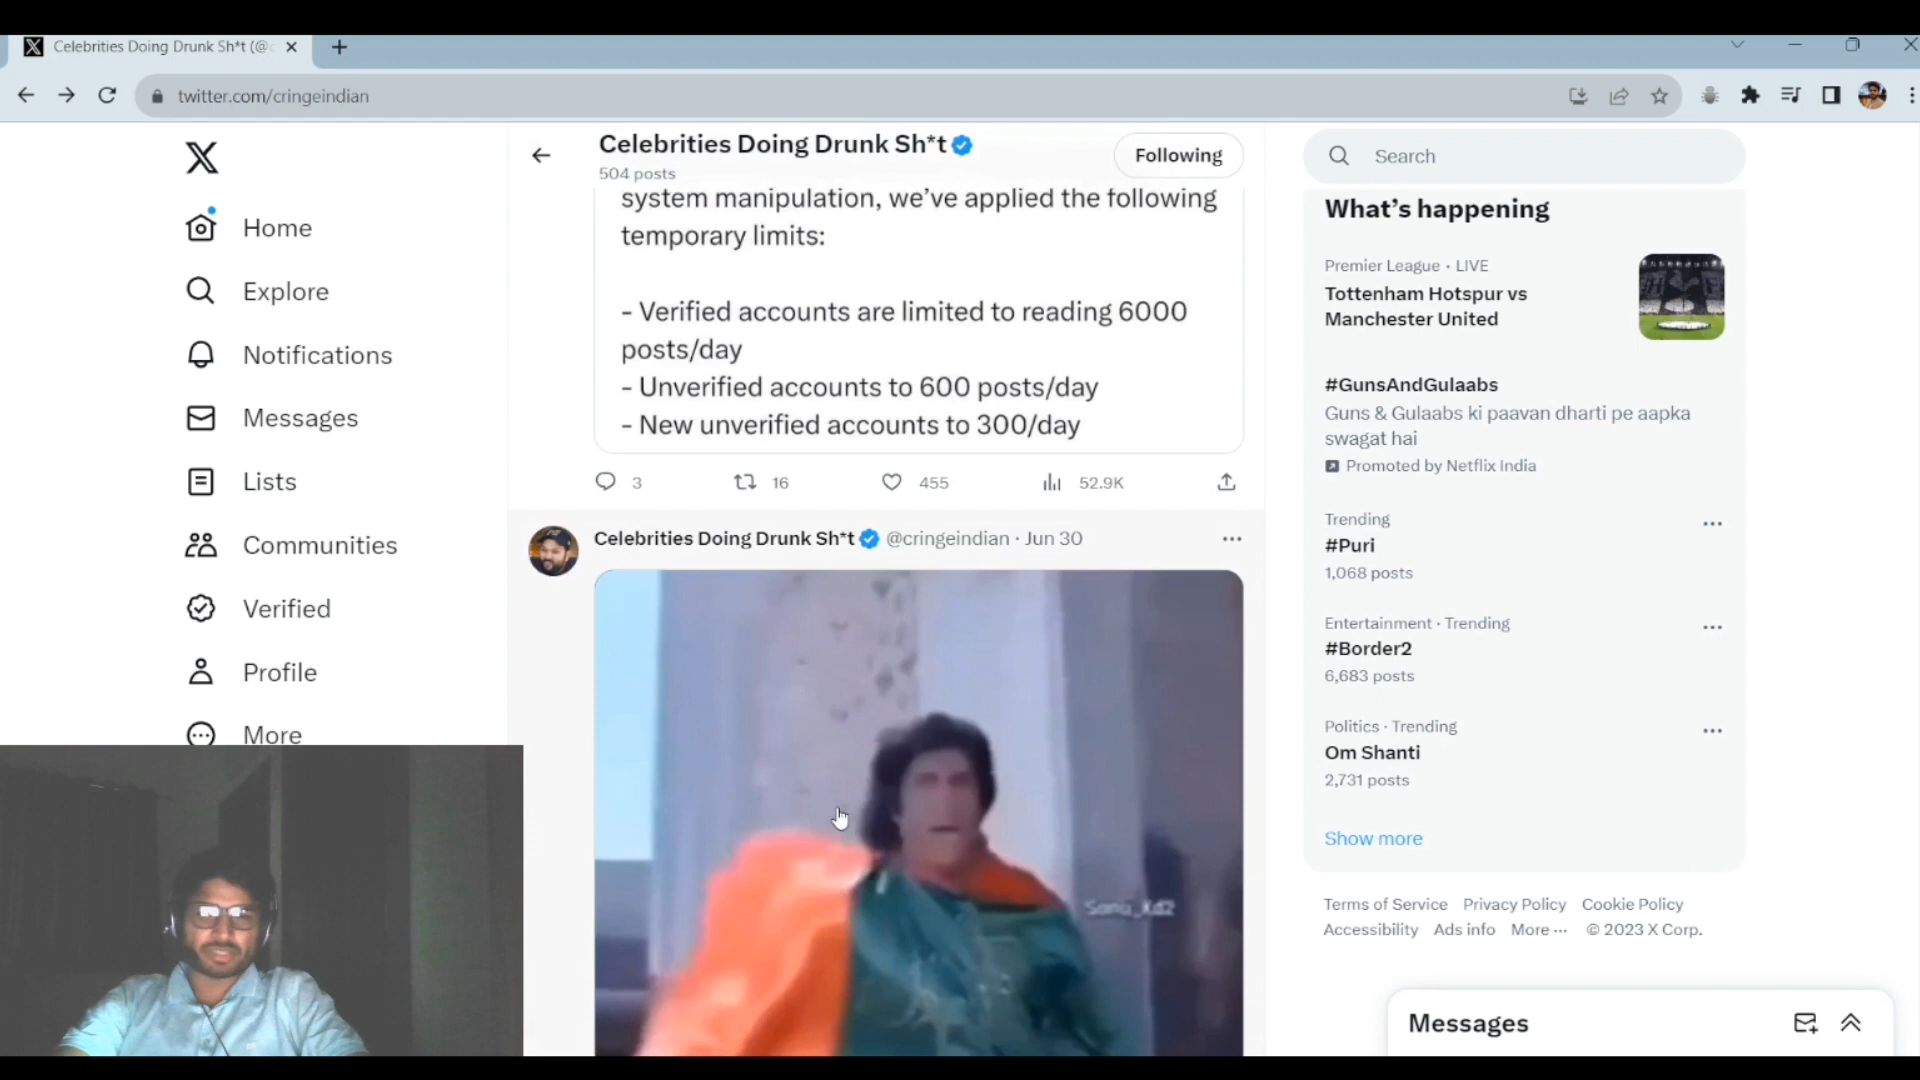 Celebrities Doing Drunk Sh*t (@c
twitter.com/cringeindian
Home
Explore
Notifications
Messages
Lists
Communities
Verified
Profile
More
Celebrities Doing Drunk Sh*t
504 posts
Following
system manipulation, we’ve applied the following
temporary limits:
- Verified accounts are limited to reading 6000
posts/day
- Unverified accounts to 600 posts/day
- New unverified accounts to 300/day
3 16 455 52.9K
Celebrities Doing Drunk Sh*t @cringeindian · Jun 30
Search
What’s happening
Premier League · LIVE
Tottenham Hotspur vs
Manchester United
#GunsAndGulaabs
Guns & Gulaabs ki paavan dharti pe aapka
swagat hai
Promoted by Netflix India
Trending
#Puri
1,068 posts
Entertainment · Trending
#Border2
6,683 posts
Politics · Trending
Om Shanti
2,731 posts
Show more
Terms of Service Privacy Policy Cookie Policy
Accessibility Ads info More ··· © 2023 X Corp.
Messages